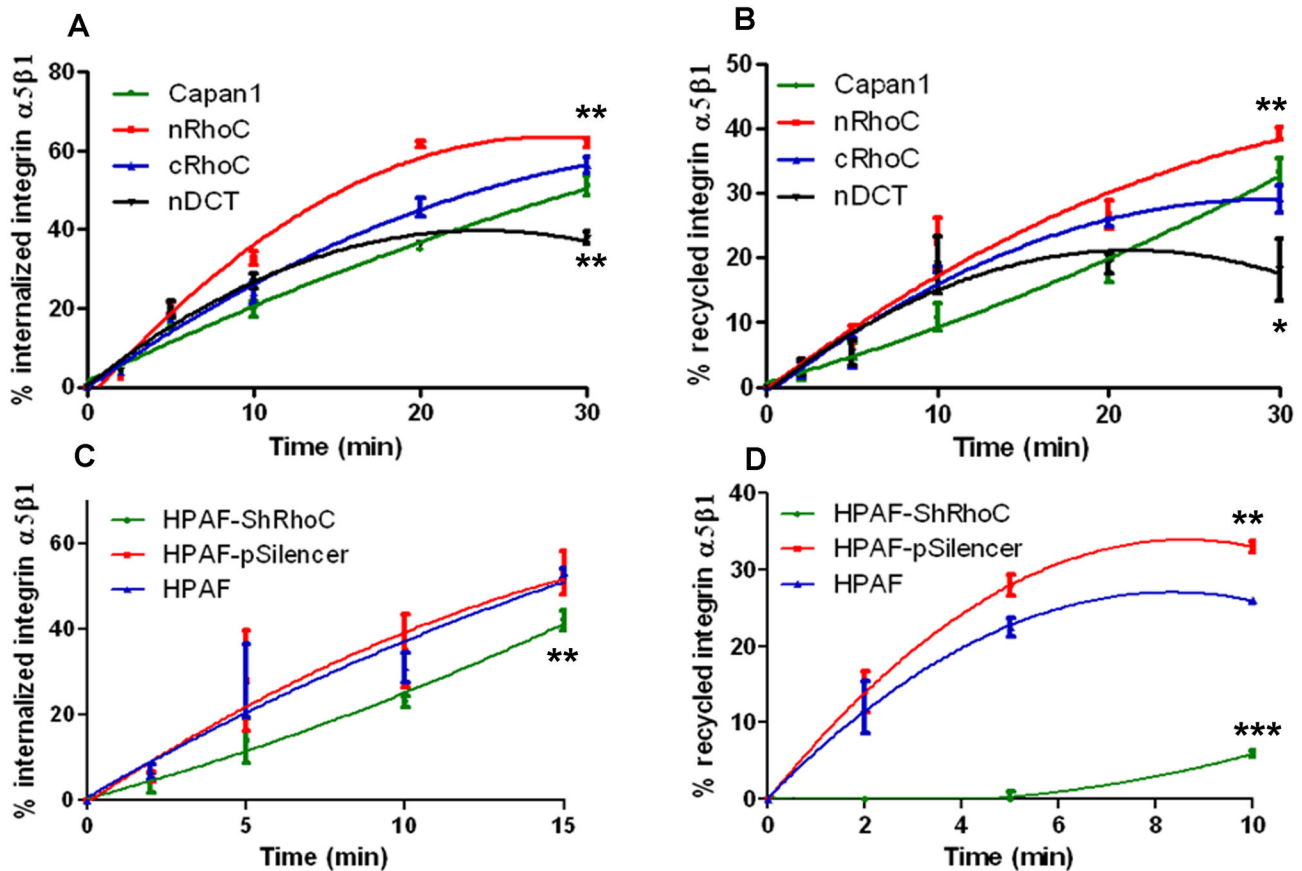 A
% internalized integrin α5β1
80
60
40
20
0
Capan1
nRhoC
cRhoC
nDCT
**
**
0
10
20
30
Time (min)
B
% recycled integrin α5β1
50
40
30
20
10
0
Capan1
nRhoC
cRhoC
nDCT
**
*
0
10
20
30
Time (min)
C
% internalized integrin α5β1
60
40
20
0
HPAF-ShRhoC
HPAF-pSilencer
HPAF
**
0
5
10
15
Time (min)
D
% recycled integrin α5β1
40
30
20
10
0
HPAF-ShRhoC
HPAF-pSilencer
HPAF
**
***
0
2
4
6
8
10
Time (min)